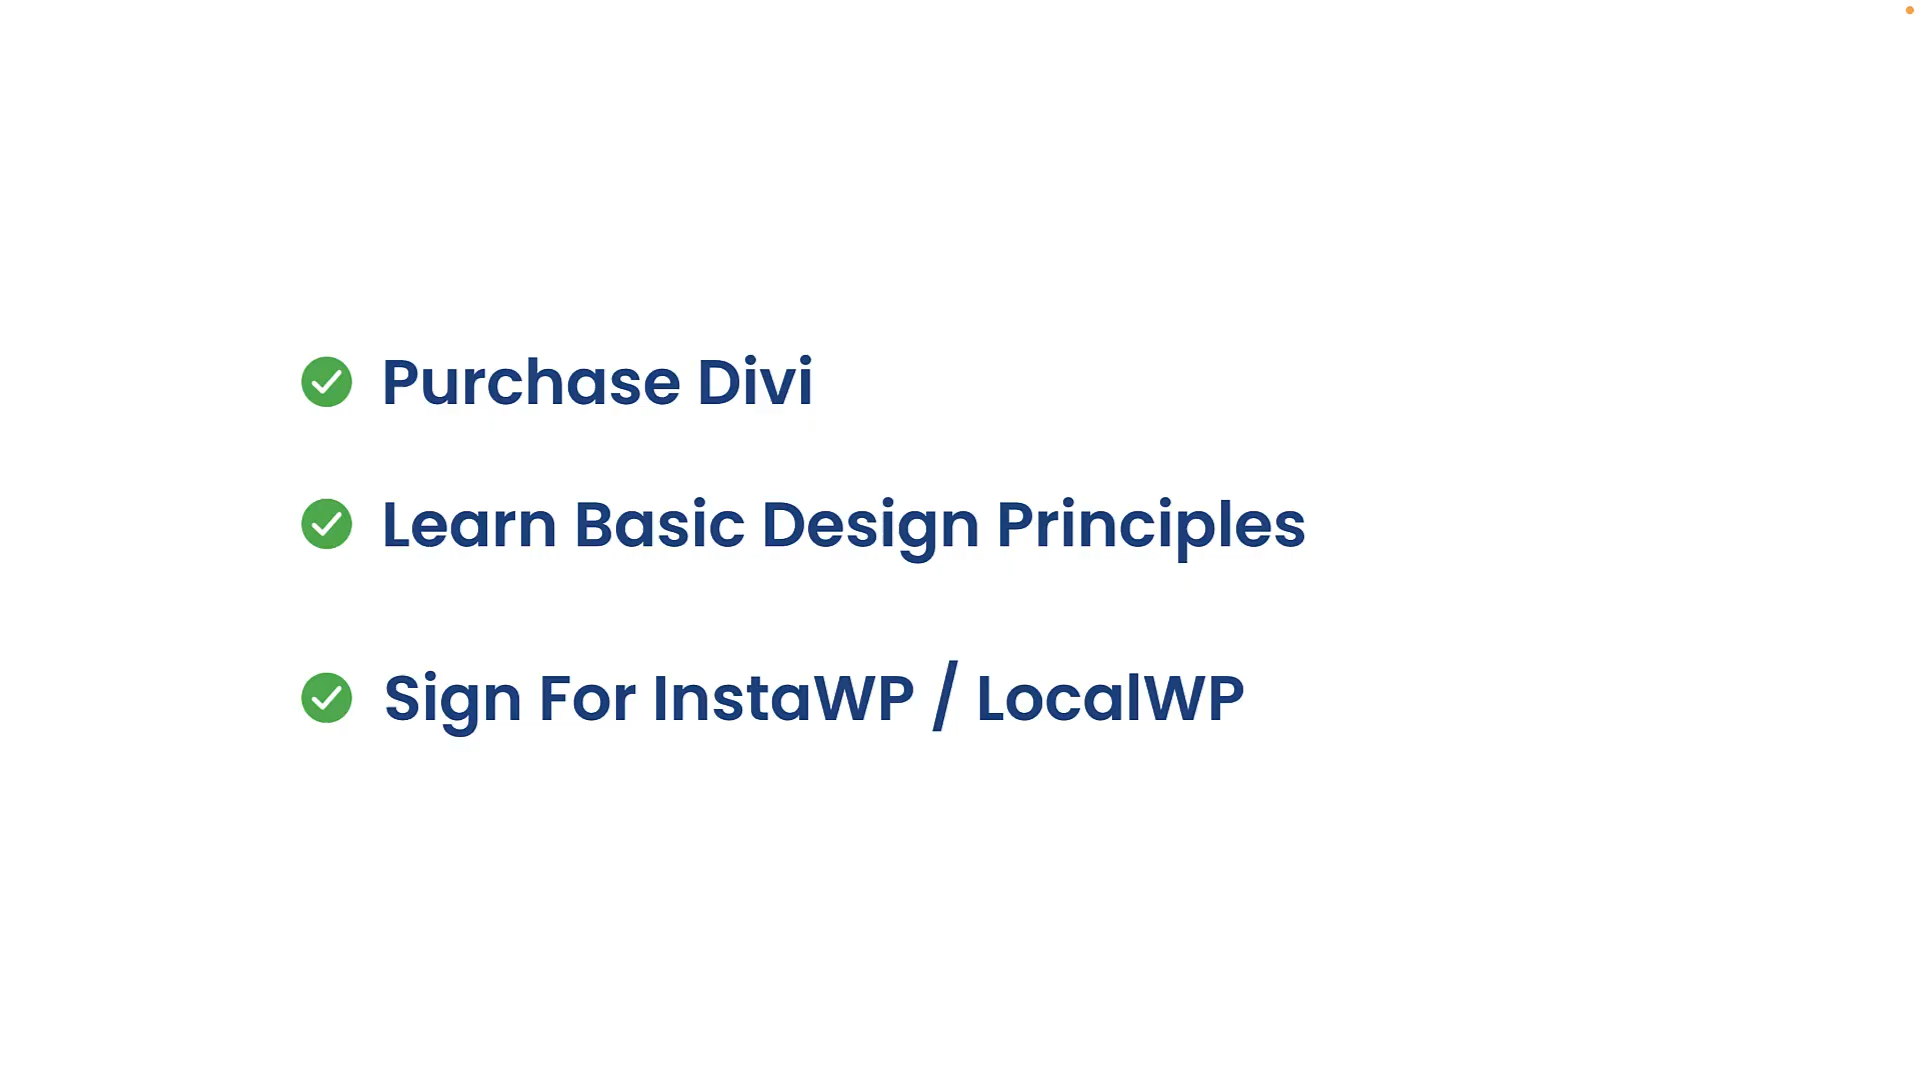 Purchase Divi
Learn Basic Design Principles
Sign For InstaWP / LocalWP